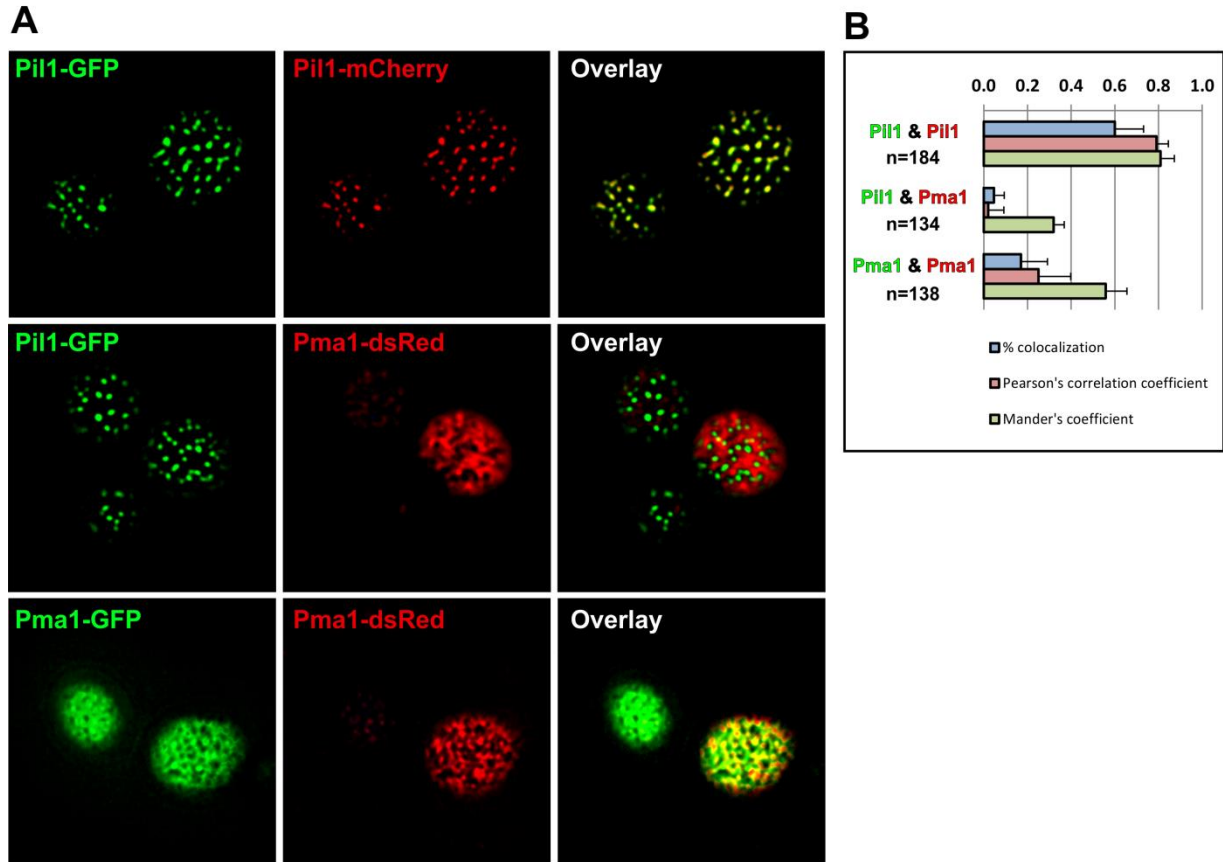 A
Pil1-GFP
Pil1-mCherry
Overlay
Pil1-GFP
Pma1-dsRed
Overlay
Pma1-GFP
Pma1-dsRed
Overlay
B
0.0 0.2 0.4 0.6 0.8 1.0
Pil1 & Pil1
n=184
Pil1 & Pma1
n=134
Pma1 & Pma1
n=138
% colocalization
Pearson's correlation coefficient
Mander's coefficient